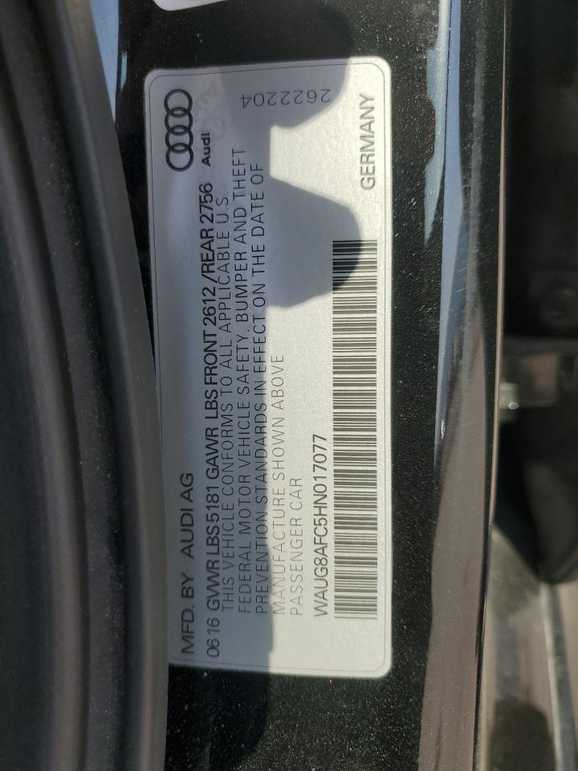 MFD. BY AUDI AG
Audi
0616 GVWR LBS 5181 GAWR LBS FRONT 2612 /REAR 2756
THIS VEHICLE CONFORMS TO ALL APPLICABLE U.S.
FEDERAL MOTOR VEHICLE SAFETY, BUMPER AND THEFT
PREVENTION STANDARDS IN EFFECT ON THE DATE OF
MANUFACTURE SHOWN ABOVE
PASSENGER CAR
2622204
WAUG8AFC5HN017077
GERMANY